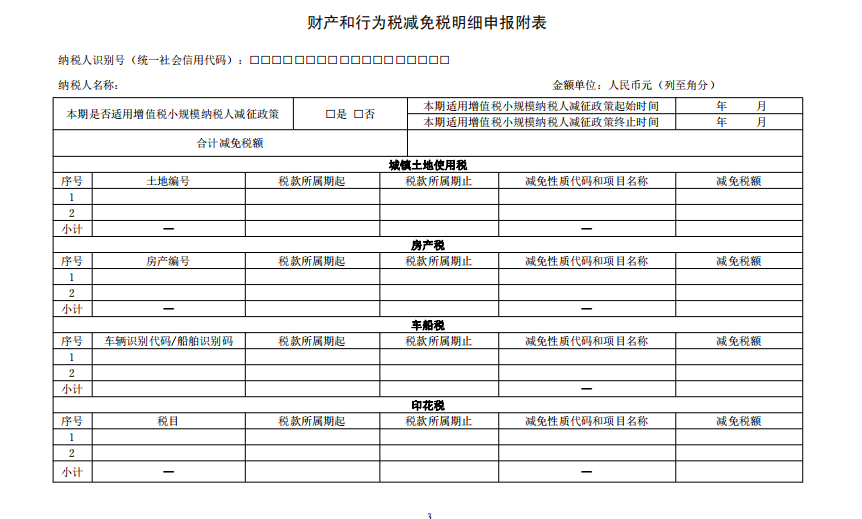 财产和行为税减免税明细申报附表
纳税人识别号（统一社会信用代码）：□□□□□□□□□□□□□□□□□□
纳税人名称： 金额单位：人民币元（列至角分）
本期是否适用增值税小规模纳税人减征政策 □是 □否 本期适用增值税小规模纳税人减征政策起始时间 年 月
本期适用增值税小规模纳税人减征政策终止时间 年 月
合计减免税额
城镇土地使用税
序号 土地编号 税款所属期起 税款所属期止 减免性质代码和项目名称 减免税额
1
2
小计 — —
房产税
序号 房产编号 税款所属期起 税款所属期止 减免性质代码和项目名称 减免税额
1
2
小计 — —
车船税
序号 车辆识别代码/船舶识别码 税款所属期起 税款所属期止 减免性质代码和项目名称 减免税额
1
2
小计 —
印花税
序号 税目 税款所属期起 税款所属期止 减免性质代码和项目名称 减免税额
1
2
小计 — —
3